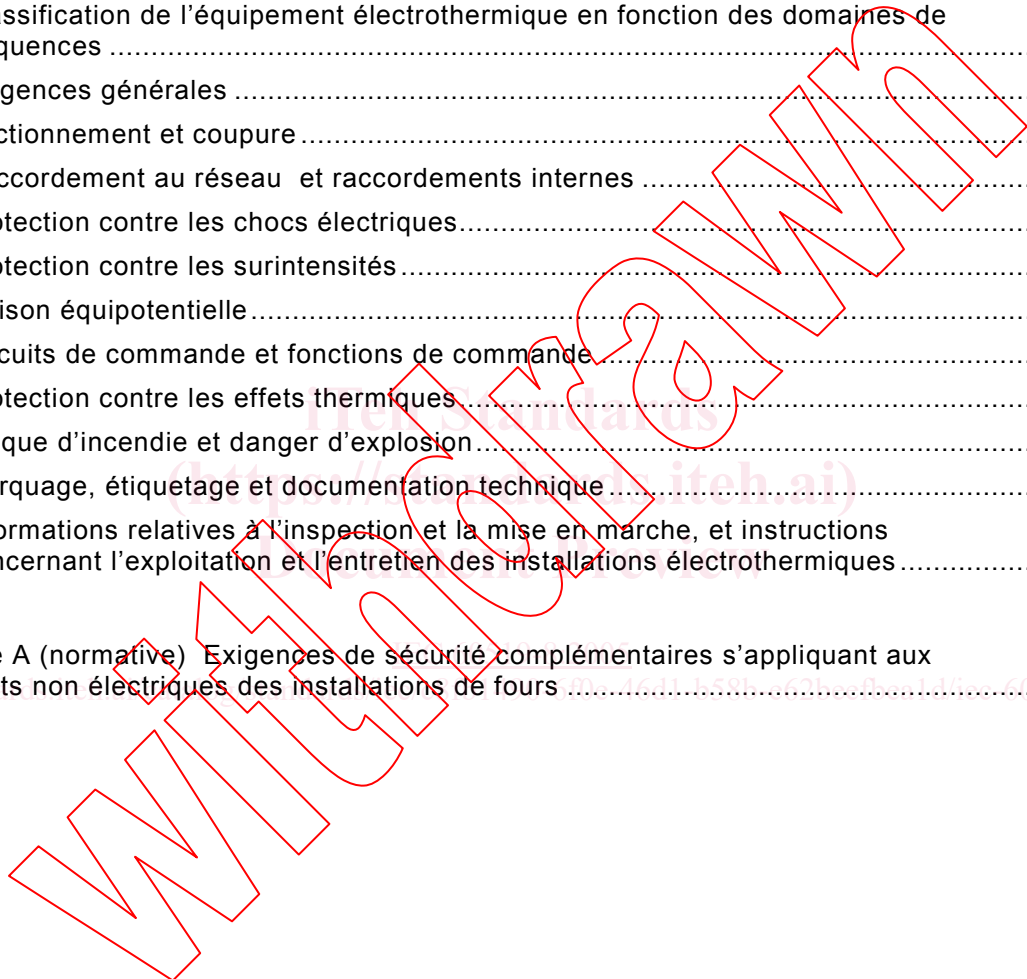 assification de l’équipement électrothermique en fonction des domaines de
quences
gences générales
ctionnement et coupure
ccordement au réseau et raccordements internes
otection contre les chocs électriques
otection contre les surintensités
ison équipotentielle
cuits de commande et fonctions de commande
otection contre les effets thermiques
iTeh Standards
que d’incendie et danger d’explosion
(https://standards.iteh.ai)
rquage, étiquetage et documentation technique
ormations relatives à l’inspection et la mise en marche, et instructions
ncernant l’exploitation et l’entretien des installations électrothermiques
Document Preview
e A (normative) Exigences de sécurité complémentaires s’appliquant aux
ts non électriques des installations de fours
withdrawn